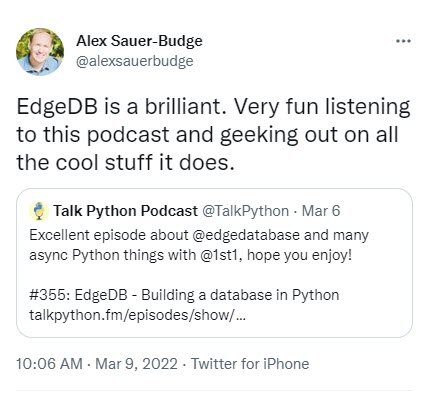 Alex Sauer-Budge
@alexsauerbudge
EdgeDB is a brilliant. Very fun listening
to this podcast and geeking out on all
the cool stuff it does.
Talk Python Podcast @TalkPython · Mar 6
Excellent episode about @edgedatabase and many
async Python things with @1st1, hope you enjoy!
#355: EdgeDB - Building a database in Python
talkpython.fm/episodes/show/...
10:06 AM · Mar 9, 2022 · Twitter for iPhone